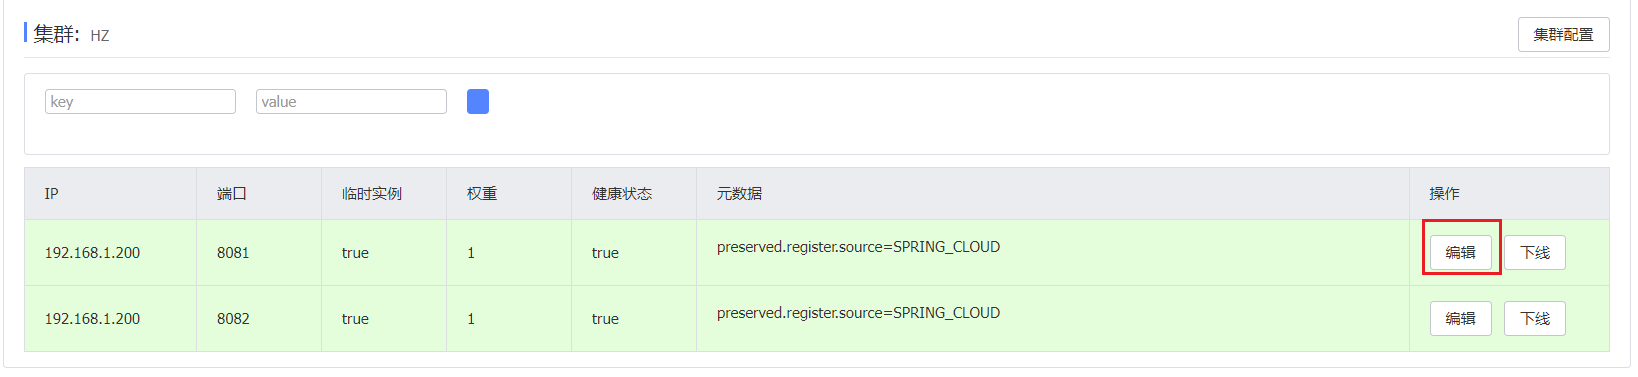 集群: HZ 集群配置
key value
IP 端口 临时实例 权重 健康状态 元数据 操作
192.168.1.200 8081 true 1 true preserved.register.source=SPRING_CLOUD 编辑 下线
192.168.1.200 8082 true 1 true preserved.register.source=SPRING_CLOUD 编辑 下线